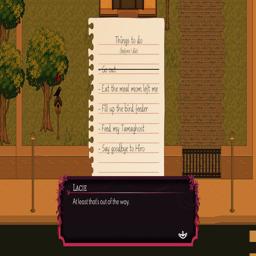 Things to do
(before I die)
- Go out
- Eat the meal mom left me
- Fill up the bird feeder
- Feed my Tamaghost
- Say goodbye to Hiro
Lacie
At least that's out of the way.